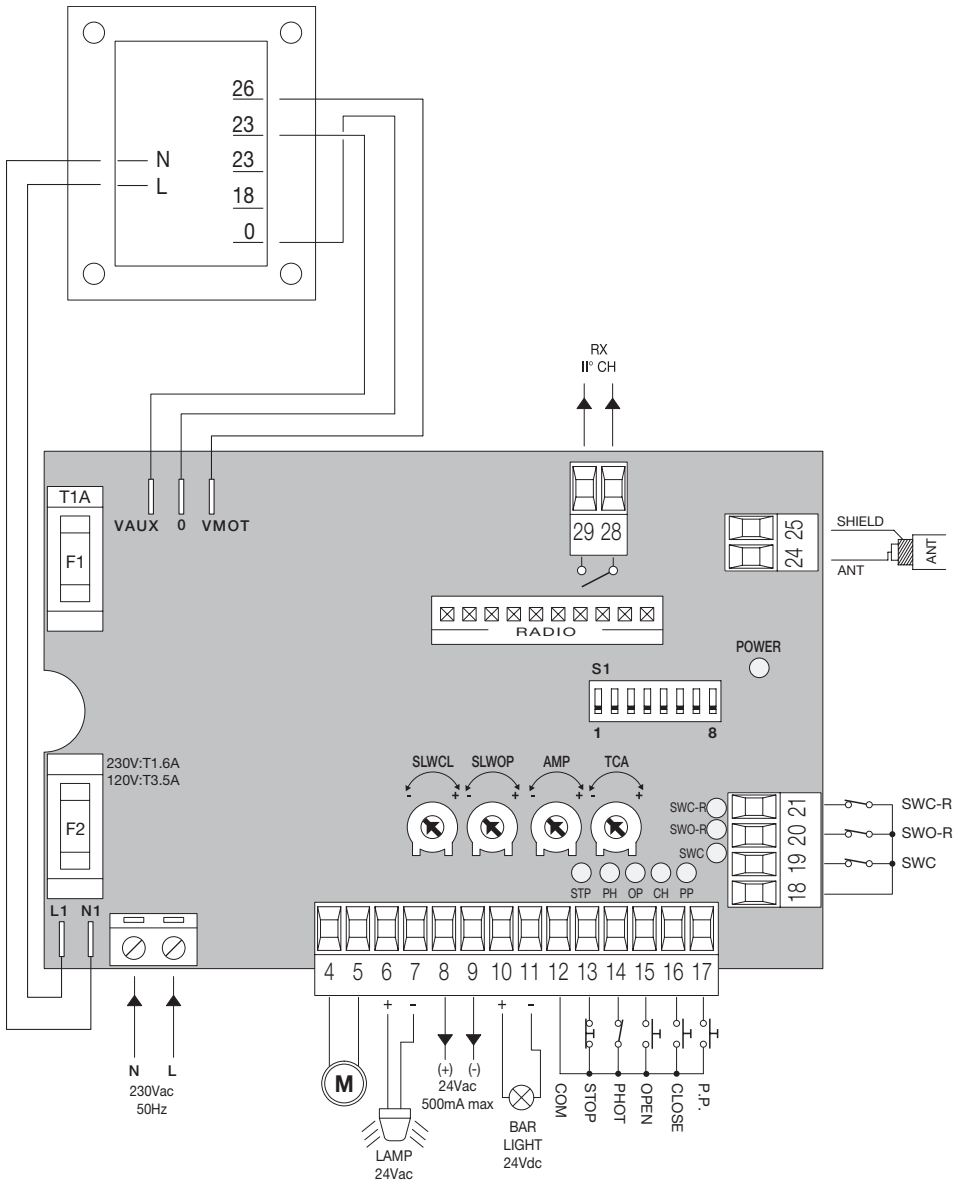 26
23
23
18
0
N
L
RX
II° CH
T1A
F1
VAUX 0 VMOT
29 28
25
24
SHIELD
ANT
ANT
RADIO
POWER
S1
1 8
230V:T1.6A
120V:T3.5A
F2
SLWCL SLWOP AMP TCA
- + - + - + - +
SWC-R
SWO-R
SWC
21
20
19
18
SWC-R
SWO-R
SWC
STP PH OP CH PP
L1 N1
4 5 6 7 8 9 10 11 12 13 14 15 16 17
+ - + -
N L
230Vac
50Hz
M
LAMP
24Vac
(+) (-)
24Vac
500mA max
BAR
LIGHT
24Vdc
COM
STOP
PHOT
OPEN
CLOSE
P.P.